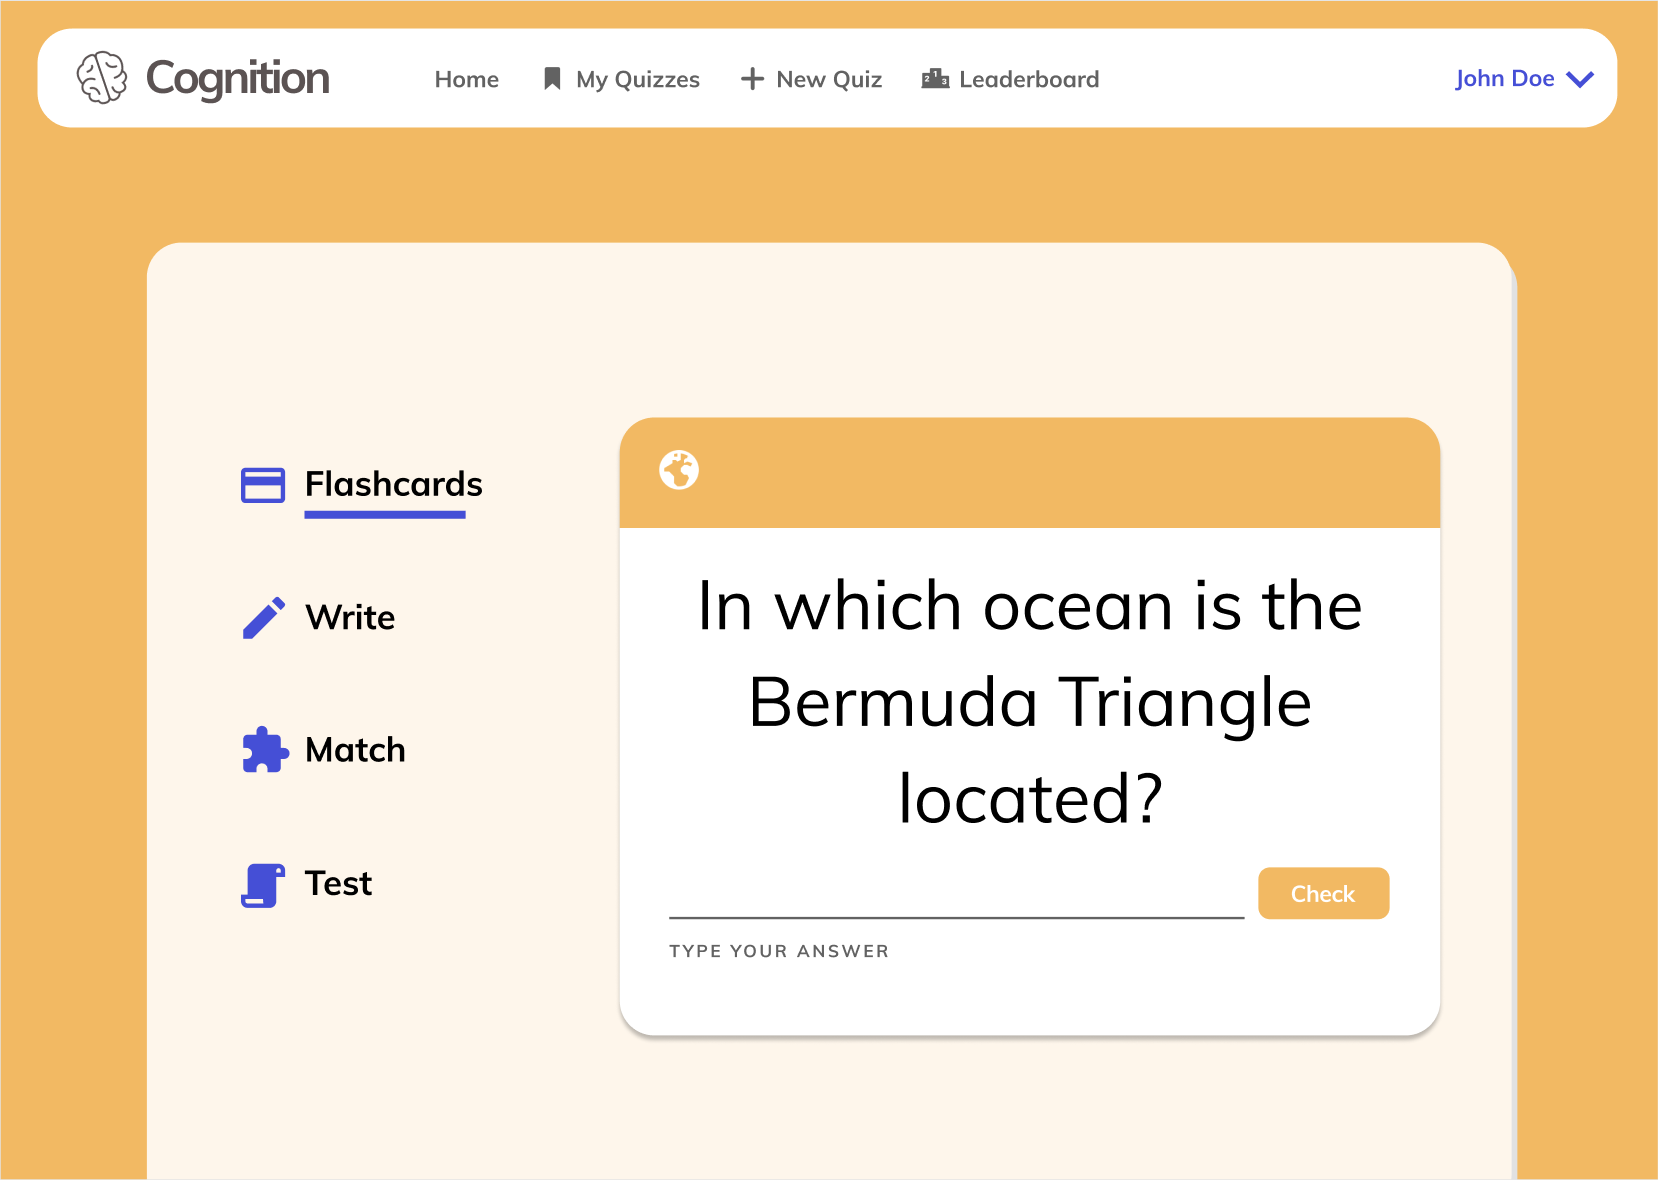 Cognition
Home
My Quizzes
New Quiz
Leaderboard
John Doe
Flashcards
Write
Match
Test
In which ocean is the
Bermuda Triangle
located?
Check
TYPE YOUR ANSWER